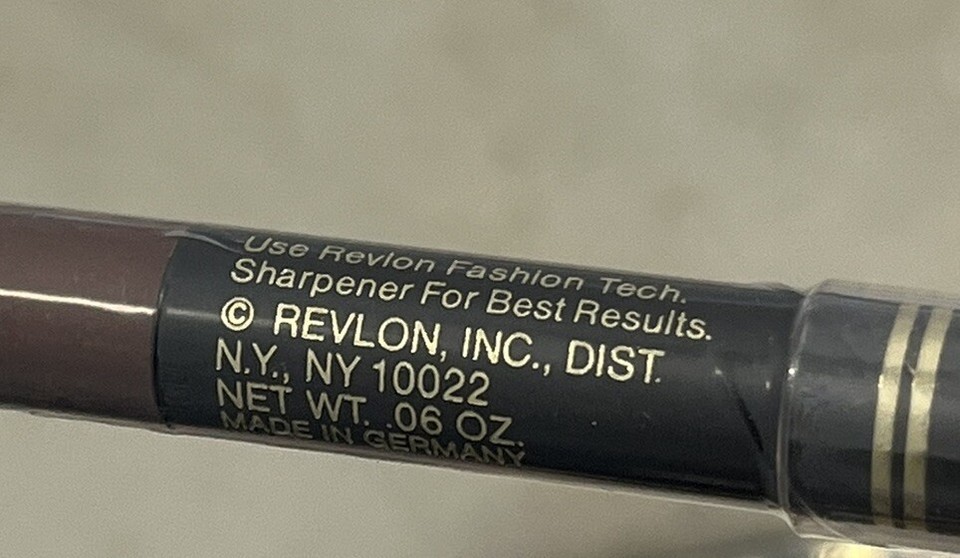 Use Revlon Fashion Tech.
Sharpener For Best Results.
© REVLON, INC., DIST.
N.Y., NY 10022
NET WT. .06 OZ.
MADE IN GERMANY